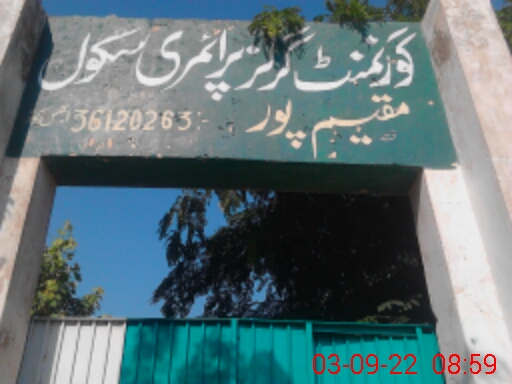 گورنمنٹ گرلز پرائمری سکول
مقیم پور
36120263:-
03-09-22 08:59